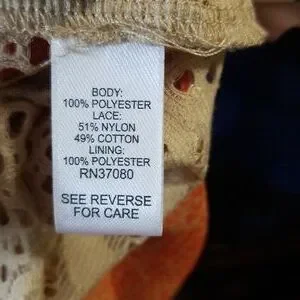 BODY:
100% POLYESTER
LACE:
51% NYLON
49% COTTON
LINING:
100% POLYESTER
RN37080
SEE REVERSE
FOR CARE